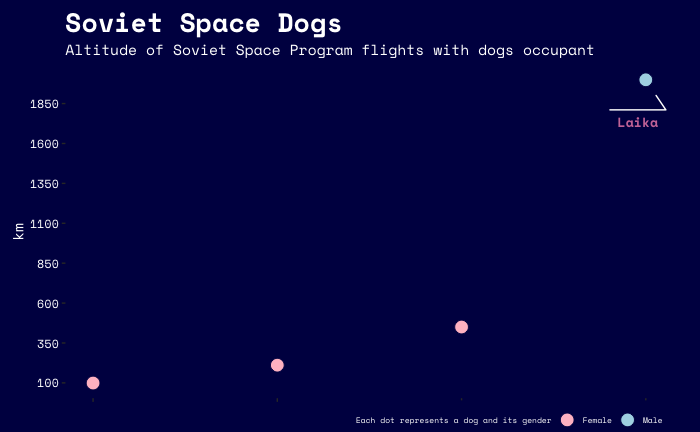 Soviet Space Dogs
Altitude of Soviet Space Program flights with dogs occupant
1850
Laika
1600
1350
1100
km
850
600
350
100
Each dot represents a dog and its gender Female Male